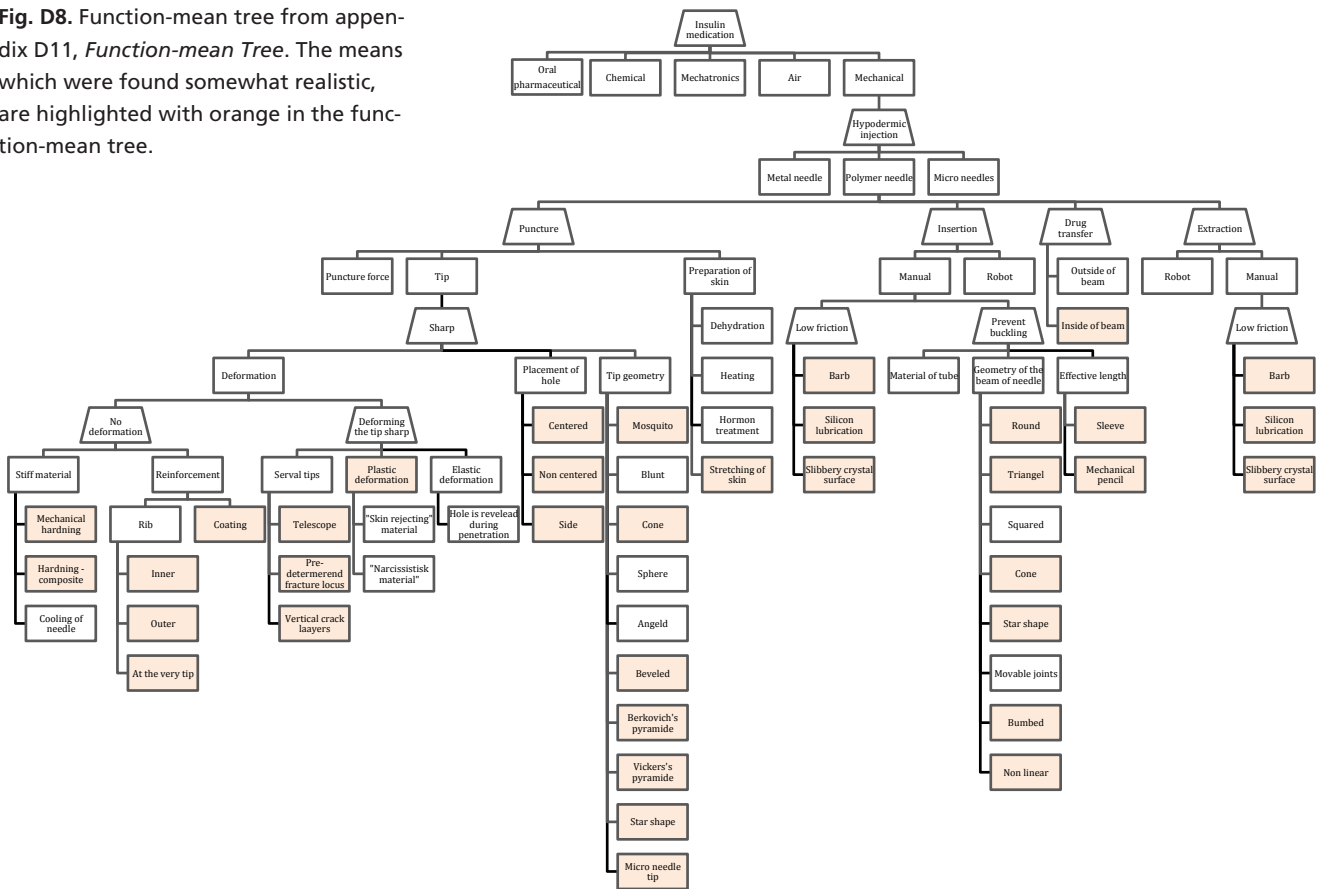 Fig. D8. Function-mean tree from appen-
dix D11, Function-mean Tree. The means
which were found somewhat realistic,
are highlighted with orange in the func-
tion-mean tree.
Insulin
medication
Oral
pharmaceutical
Chemical
Mechatronics
Air
Mechanical
Hypodermic
injection
Metal needle
Polymer needle
Micro needles
Puncture
Insertion
Drug
transfer
Extraction
Puncture force
Tip
Preparation of
skin
Manual
Robot
Outside of
beam
Robot
Manual
Sharp
Dehydration
Low friction
Prevent
buckling
Inside of beam
Low friction
Deformation
Placement of
hole
Tip geometry
Heating
Barb
Material of tube
Geometry of the
beam of needle
Effective length
Barb
No
deformation
Deforming
the tip sharp
Centered
Mosquito
Hormon
treatment
Silicon
lubrication
Round
Sleeve
Silicon
lubrication
Stiff material
Reinforcement
Serval tips
Plastic
deformation
Elastic
deformation
Non centered
Blunt
Stretching of
skin
Slibbery crystal
surface
Triangel
Mechanical
pencil
Slibbery crystal
surface
Mechanical
hardning
Rib
Coating
Telescope
"Skin rejecting"
material
Hole is revelead
during
penetration
Side
Cone
Squared
Hardning -
composite
Inner
Pre-
determerend
fracture locus
"Narcissistisk
material"
Sphere
Cone
Cooling of
needle
Outer
Vertical crack
laayers
Angeld
Star shape
At the very tip
Beveled
Movable joints
Berkovich's
pyramide
Bumbed
Vickers's
pyramide
Non linear
Star shape
Micro needle
tip